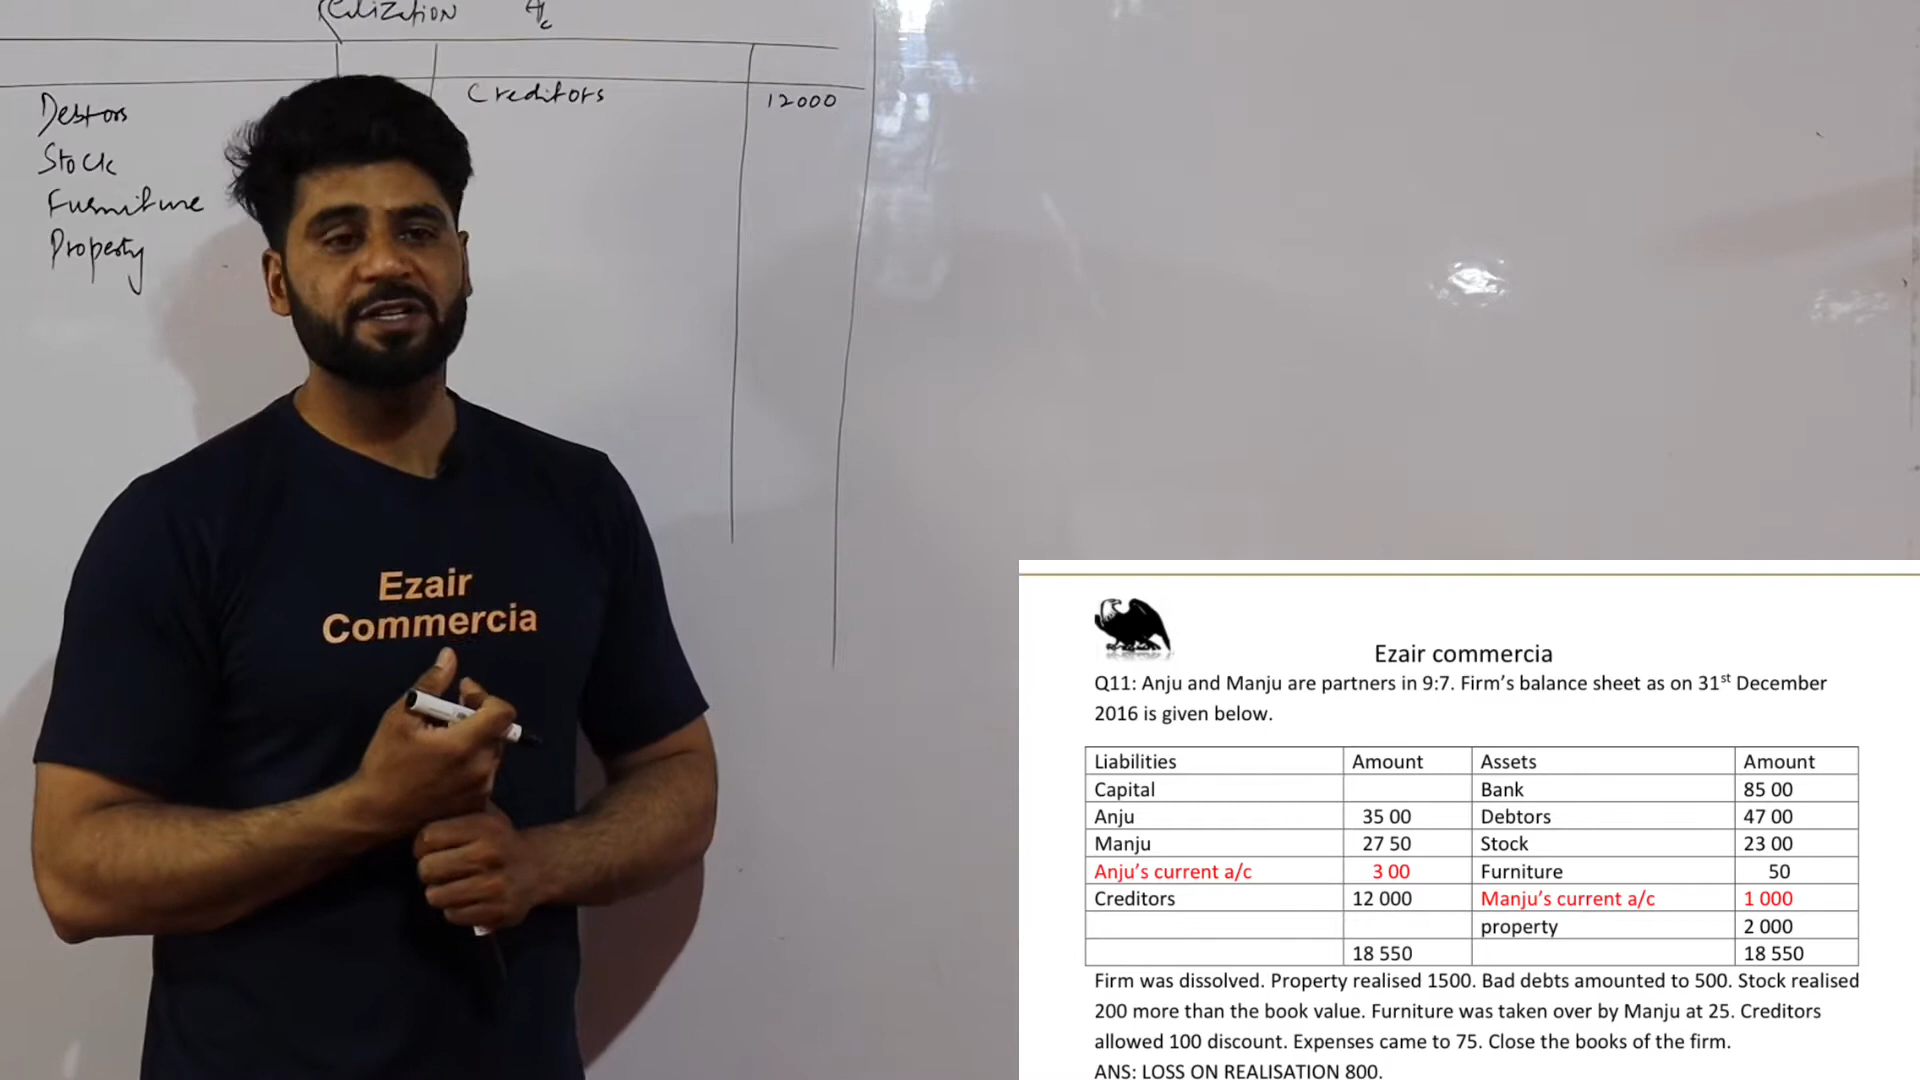 Realization A/c
Debtors
Creditors
12000
Stock
Furniture
Property
Ezair
Commercia
Ezair commercia
Q11: Anju and Manju are partners in 9:7. Firm’s balance sheet as on 31st December
2016 is given below.
Liabilities Amount Assets Amount
Capital Bank 85 00
Anju 35 00 Debtors 47 00
Manju 27 50 Stock 23 00
Anju’s current a/c 3 00 Furniture 50
Creditors 12 000 Manju’s current a/c 1 000
property 2 000
18 550 18 550
Firm was dissolved. Property realised 1500. Bad debts amounted to 500. Stock realised
200 more than the book value. Furniture was taken over by Manju at 25. Creditors
allowed 100 discount. Expenses came to 75. Close the books of the firm.
ANS: LOSS ON REALISATION 800.